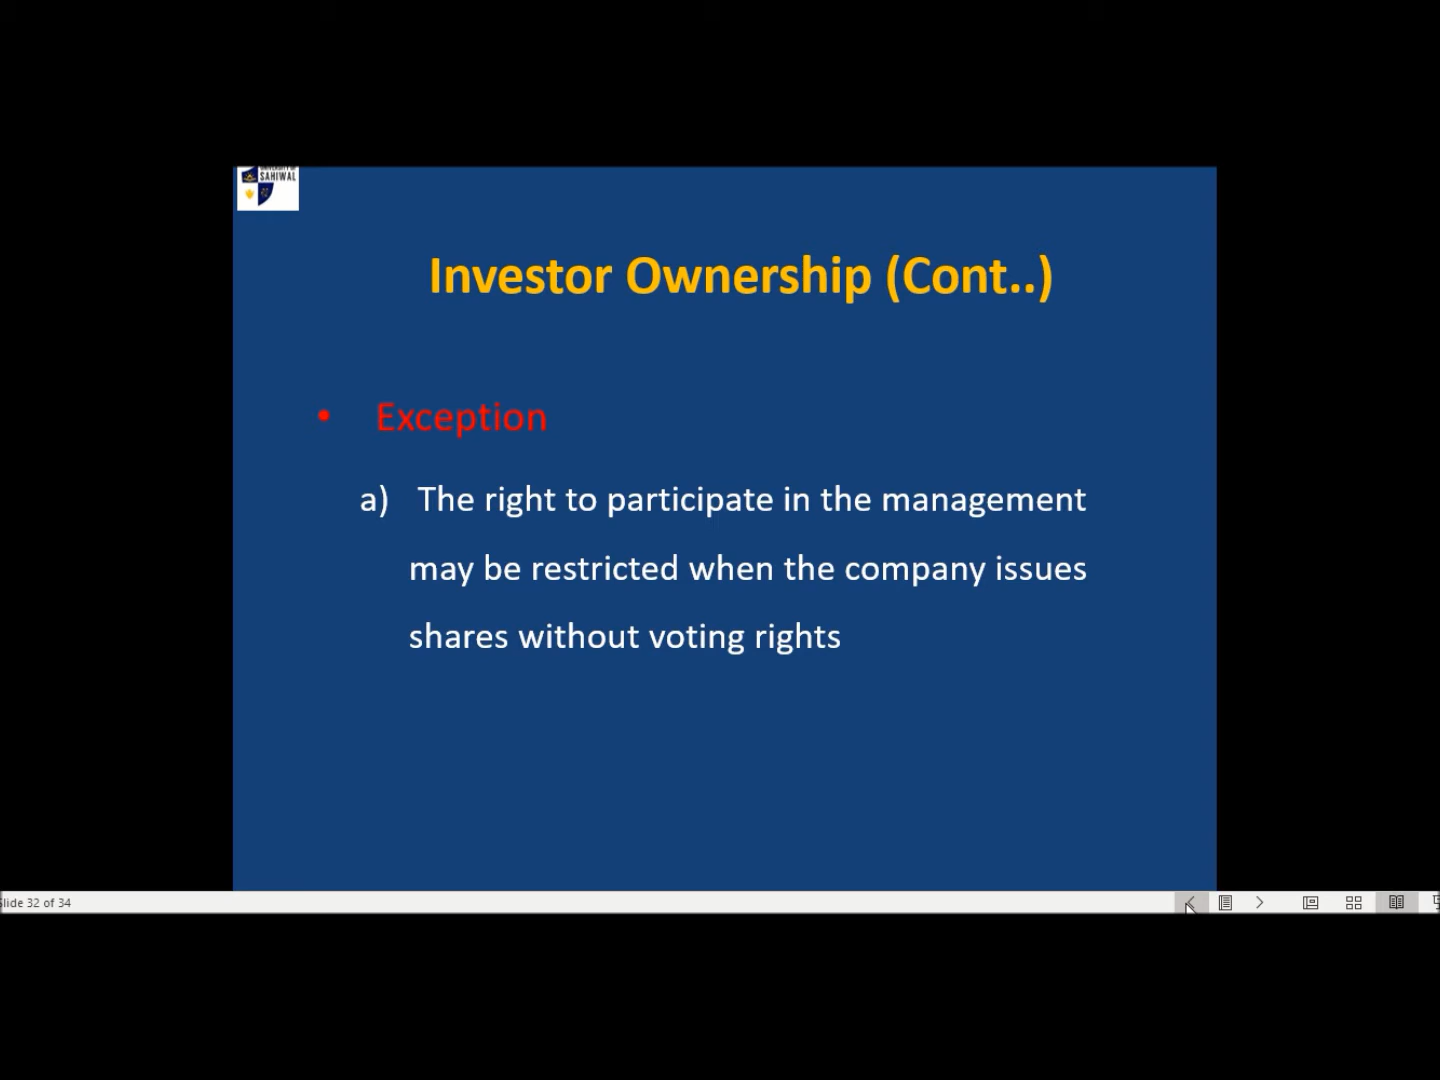 SAHIWAL
Investor Ownership (Cont..)
• Exception
a) The right to participate in the management
may be restricted when the company issues
shares without voting rights
Slide 32 of 34